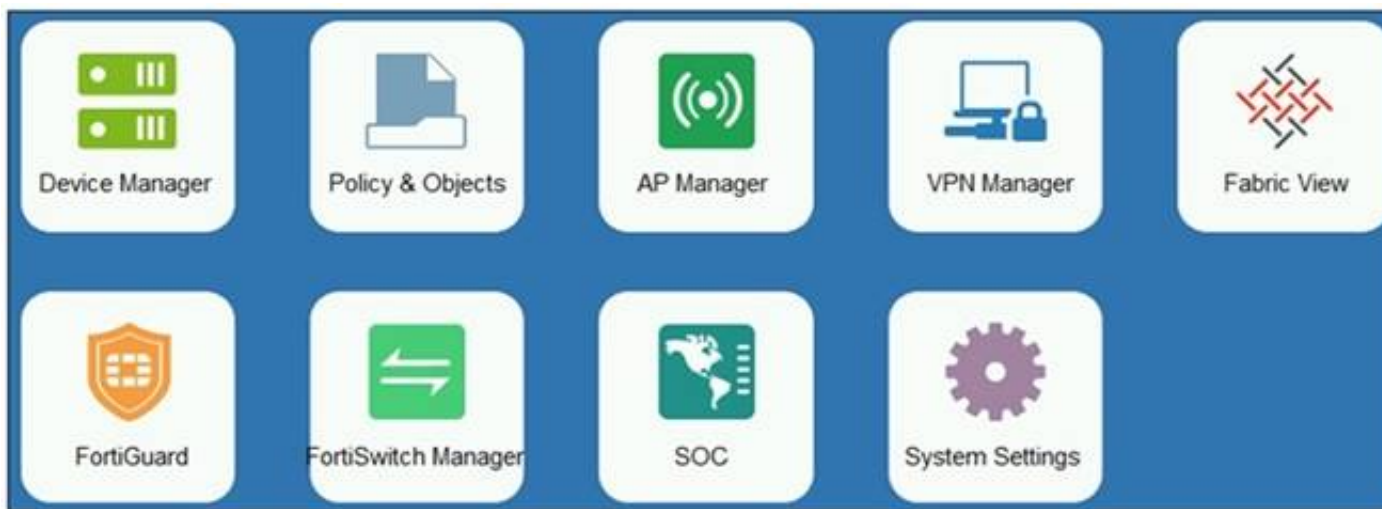 Device Manager
Policy & Objects
AP Manager
VPN Manager
Fabric View
FortiGuard
FortiSwitch Manager
SOC
System Settings